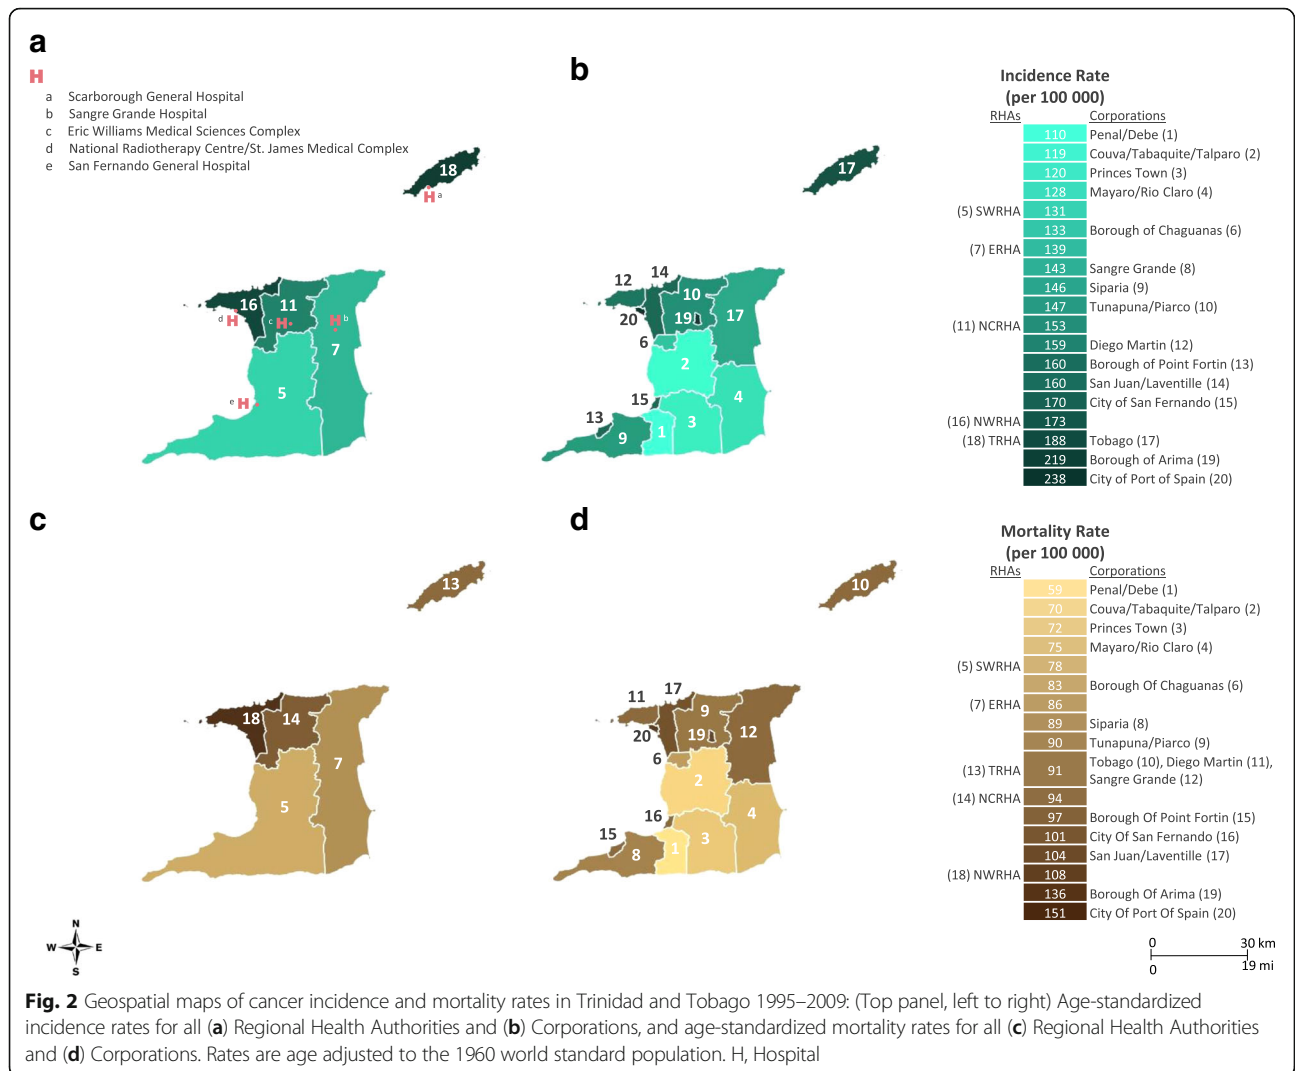 a
H
a Scarborough General Hospital
b Sangre Grande Hospital
c Eric Williams Medical Sciences Complex
d National Radiotherapy Centre/St. James Medical Complex
e San Fernando General Hospital
18
H a
16
11
d H
c H
H b
7
5
e H
b
17
12
14
10
20
19
17
6
2
15
4
13
3
1
9
Incidence Rate
(per 100 000)
RHAs Corporations
110 Penal/Debe (1)
119 Couva/Tabaquite/Talparo (2)
120 Princes Town (3)
128 Mayaro/Rio Claro (4)
(5) SWRHA 131
133 Borough of Chaguanas (6)
(7) ERHA 139
143 Sangre Grande (8)
146 Siparia (9)
147 Tunapuna/Piarco (10)
(11) NCRHA 153
159 Diego Martin (12)
160 Borough of Point Fortin (13)
160 San Juan/Laventille (14)
170 City of San Fernando (15)
(16) NWRHA 173
(18) TRHA 188 Tobago (17)
219 Borough of Arima (19)
238 City of Port of Spain (20)
c
13
18
14
7
5
d
10
11
17
9
20
19
12
6
2
16
4
15
3
1
8
Mortality Rate
(per 100 000)
RHAs Corporations
59 Penal/Debe (1)
70 Couva/Tabaquite/Talparo (2)
72 Princes Town (3)
75 Mayaro/Rio Claro (4)
(5) SWRHA 78
83 Borough Of Chaguanas (6)
(7) ERHA 86
89 Siparia (8)
90 Tunapuna/Piarco (9)
(13) TRHA 91 Tobago (10), Diego Martin (11),
Sangre Grande (12)
(14) NCRHA 94
97 Borough Of Point Fortin (15)
101 City Of San Fernando (16)
104 San Juan/Laventille (17)
(18) NWRHA 108
136 Borough Of Arima (19)
151 City Of Port Of Spain (20)
N
W E
S
0 30 km
0 19 mi
Fig. 2 Geospatial maps of cancer incidence and mortality rates in Trinidad and Tobago 1995–2009: (Top panel, left to right) Age-standardized
incidence rates for all (a) Regional Health Authorities and (b) Corporations, and age-standardized mortality rates for all (c) Regional Health Authorities
and (d) Corporations. Rates are age adjusted to the 1960 world standard population. H, Hospital